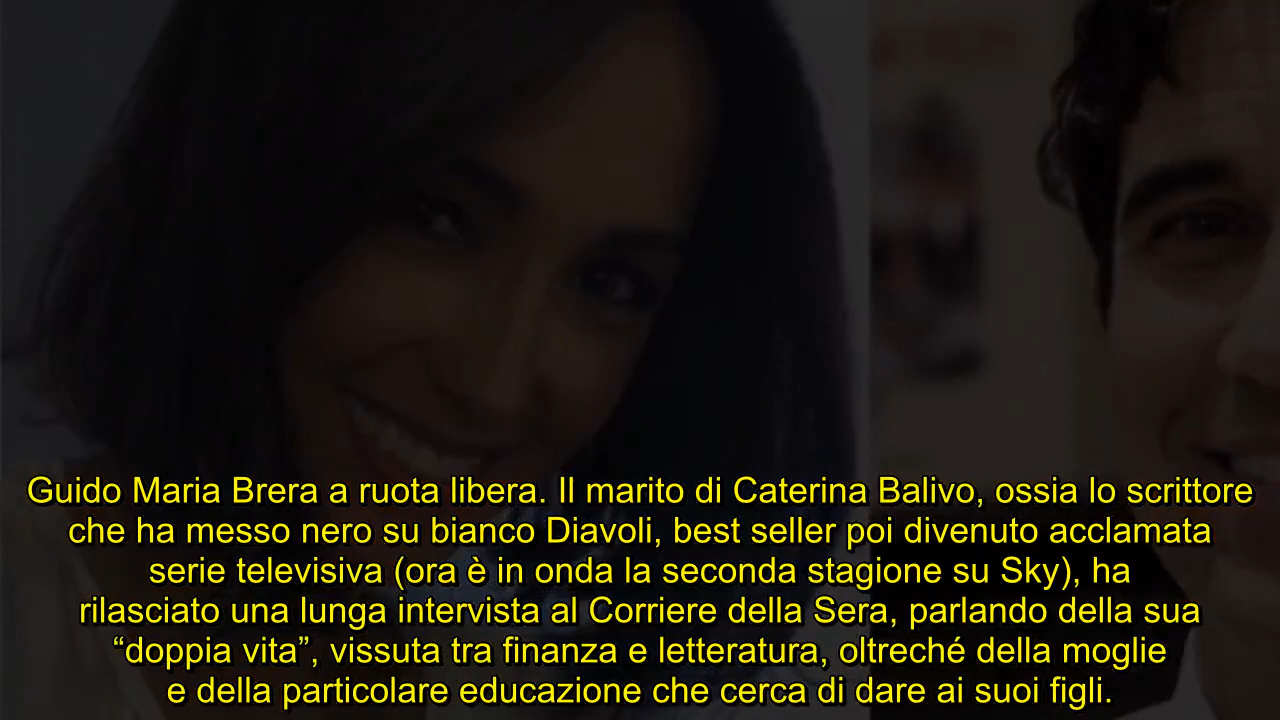 Guido Maria Brera a ruota libera. Il marito di Caterina Balivo, ossia lo scrittore
che ha messo nero su bianco Diavoli, best seller poi divenuto acclamata
serie televisiva (ora è in onda la seconda stagione su Sky), ha
rilasciato una lunga intervista al Corriere della Sera, parlando della sua
“doppia vita”, vissuta tra finanza e letteratura, oltreché della moglie
e della particolare educazione che cerca di dare ai suoi figli.